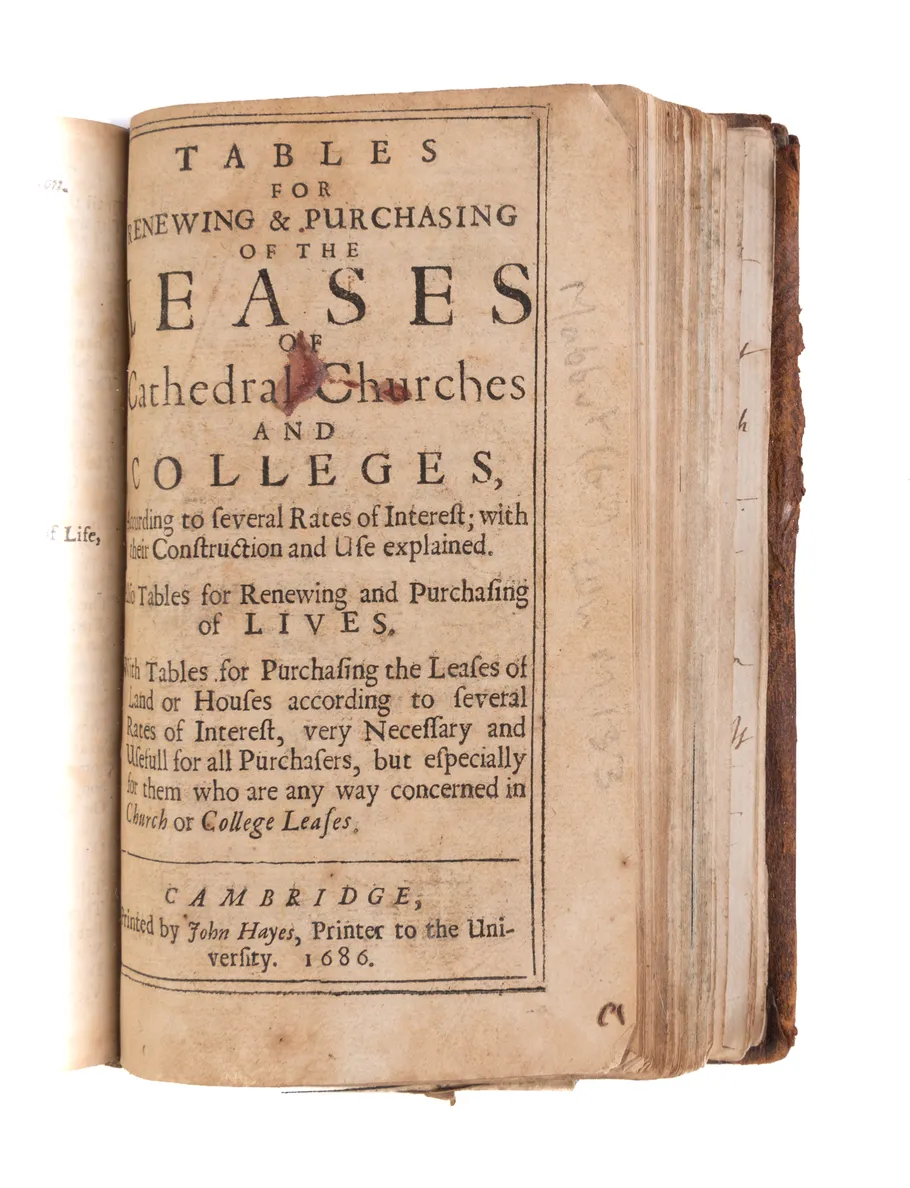 on.
f Life,
TABLES
FOR
RENEWING & PURCHASING
OF THE
LEASES
OF
Cathedral Churches
AND
COLLEGES,
According to ſeveral Rates of Intereſt; with
their Conſtruction and Uſe explained.
Alſo Tables for Renewing and Purchaſing
of LIVES.
With Tables for Purchaſing the Leaſes of
Land or Houſes according to ſeveral
Rates of Intereſt, very Neceſſary and
Uſefull for all Purchaſers, but eſpecially
for them who are any way concerned in
Church or College Leaſes.
CAMBRIDGE,
Printed by John Hayes, Printer to the Uni-
verſity. 1686.